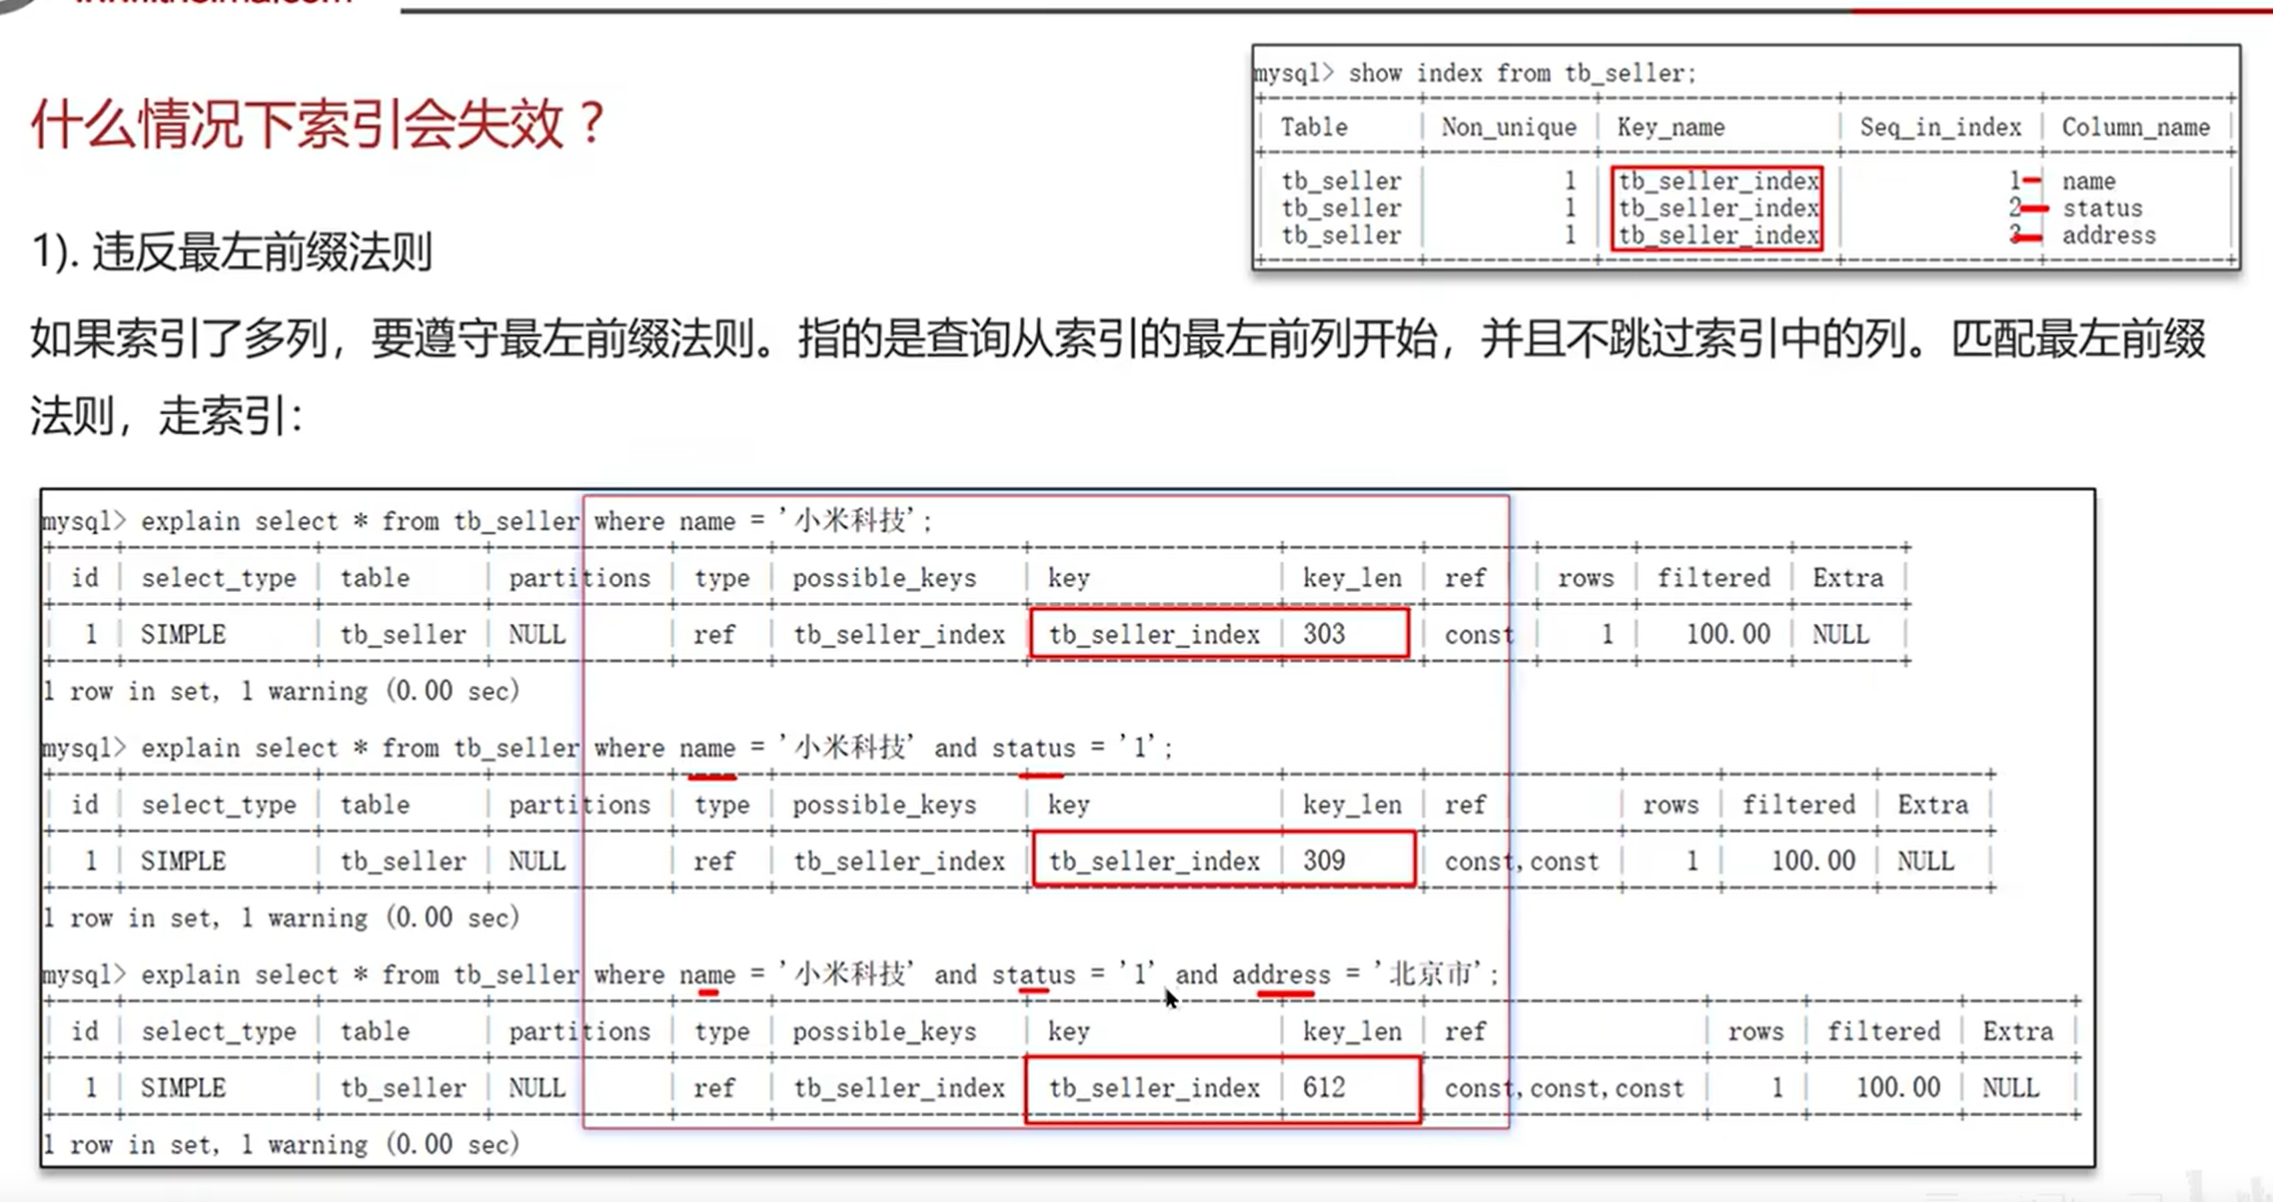 什么情况下索引会失效？
mysql> show index from tb_seller;
Table | Non_unique | Key_name | Seq_in_index | Column_name
tb_seller | 1 | tb_seller_index | 1 | name
tb_seller | 1 | tb_seller_index | 2 | status
tb_seller | 1 | tb_seller_index | 3 | address
1). 违反最左前缀法则
如果索引了多列，要遵守最左前缀法则。指的是查询从索引的最左前列开始，并且不跳过索引中的列。匹配最左前缀
法则，走索引：
mysql> explain select * from tb_seller where name = '小米科技';
id | select_type | table | partitions | type | possible_keys | key | key_len | ref | rows | filtered | Extra
1 | SIMPLE | tb_seller | NULL | ref | tb_seller_index | tb_seller_index | 303 | const | 1 | 100.00 | NULL
1 row in set, 1 warning (0.00 sec)
mysql> explain select * from tb_seller where name = '小米科技' and status = '1';
id | select_type | table | partitions | type | possible_keys | key | key_len | ref | rows | filtered | Extra
1 | SIMPLE | tb_seller | NULL | ref | tb_seller_index | tb_seller_index | 309 | const,const | 1 | 100.00 | NULL
1 row in set, 1 warning (0.00 sec)
mysql> explain select * from tb_seller where name = '小米科技' and status = '1' and address = '北京市';
id | select_type | table | partitions | type | possible_keys | key | key_len | ref | rows | filtered | Extra
1 | SIMPLE | tb_seller | NULL | ref | tb_seller_index | tb_seller_index | 612 | const,const,const | 1 | 100.00 | NULL
1 row in set, 1 warning (0.00 sec)